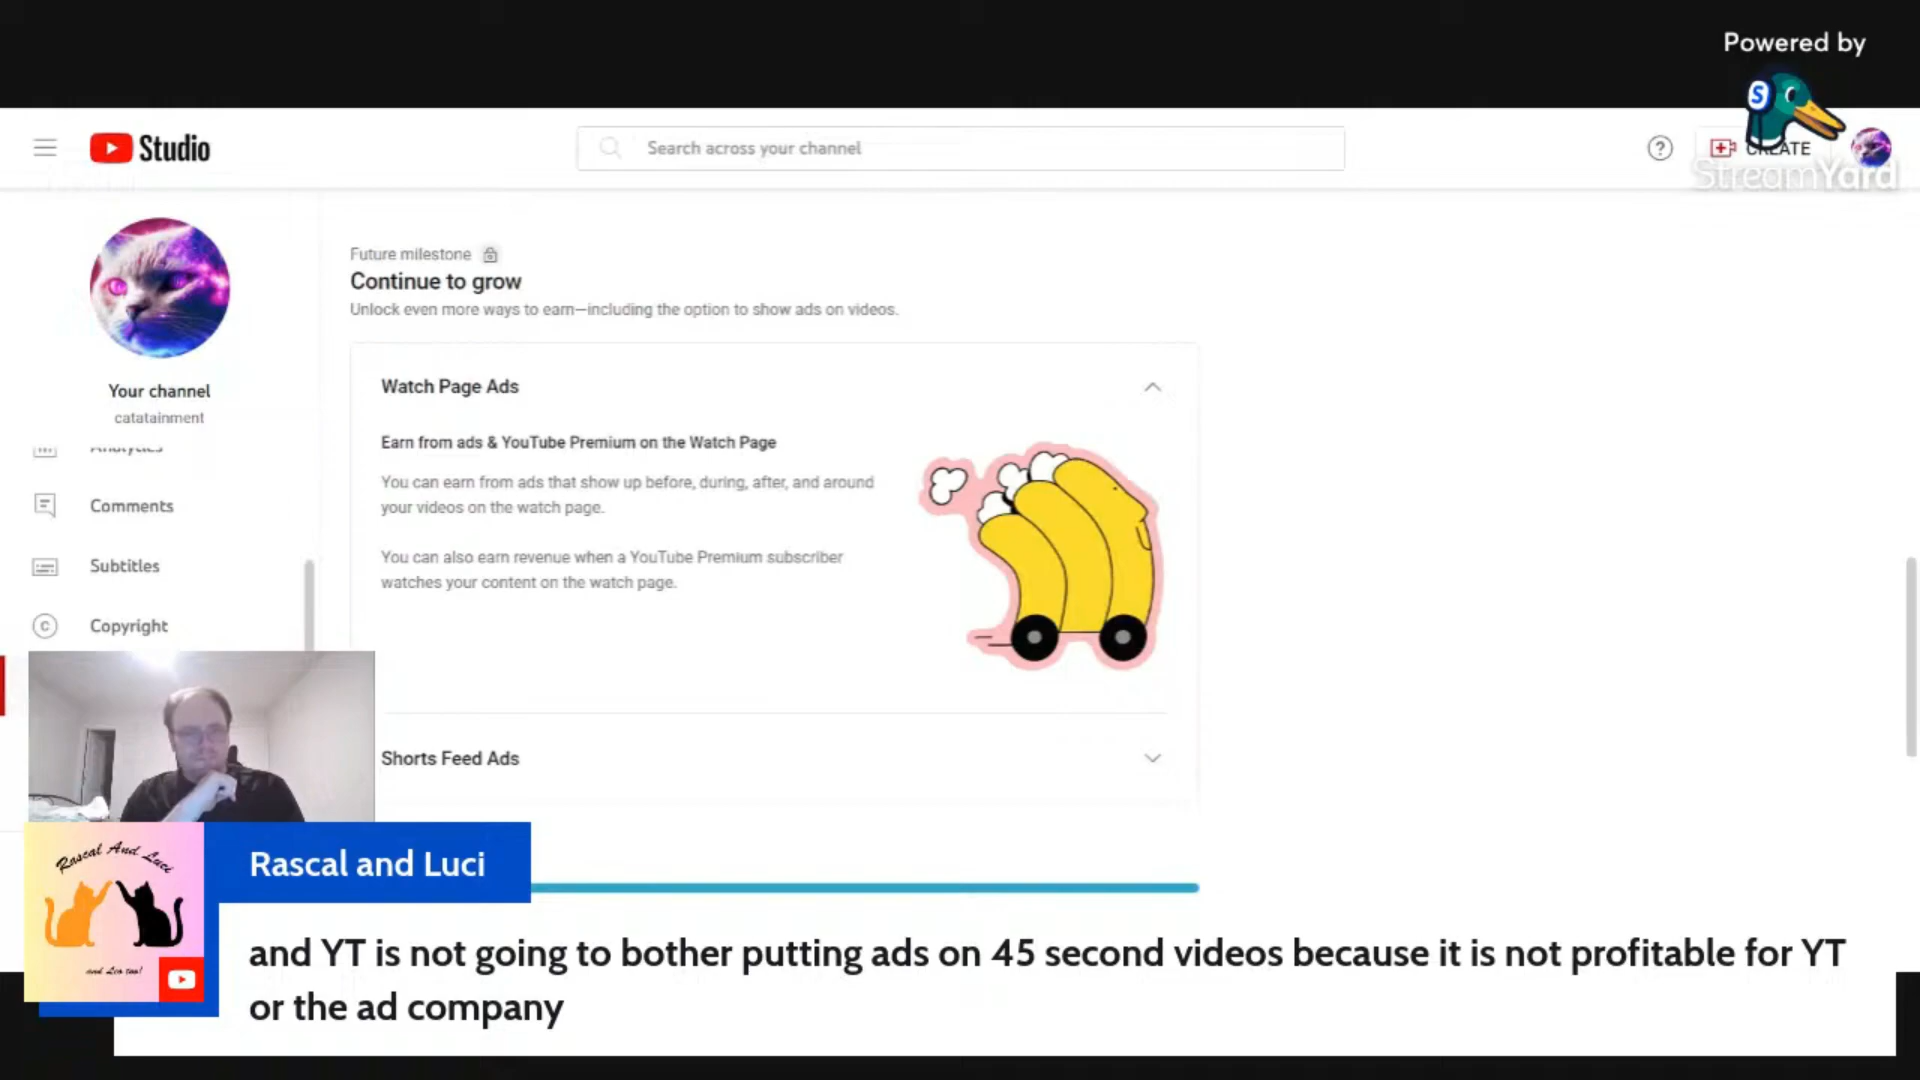 Powered by
StreamYard
Studio
Search across your channel
CREATE
Your channel
catatainment
Analytics
Comments
Subtitles
Copyright
Future milestone
Continue to grow
Unlock even more ways to earn—including the option to show ads on videos.
Watch Page Ads
Earn from ads & YouTube Premium on the Watch Page
You can earn from ads that show up before, during, after, and around
your videos on the watch page.
You can also earn revenue when a YouTube Premium subscriber
watches your content on the watch page.
Shorts Feed Ads
Rascal And Luci
and Lio too!
Rascal and Luci
and YT is not going to bother putting ads on 45 second videos because it is not profitable for YT
or the ad company